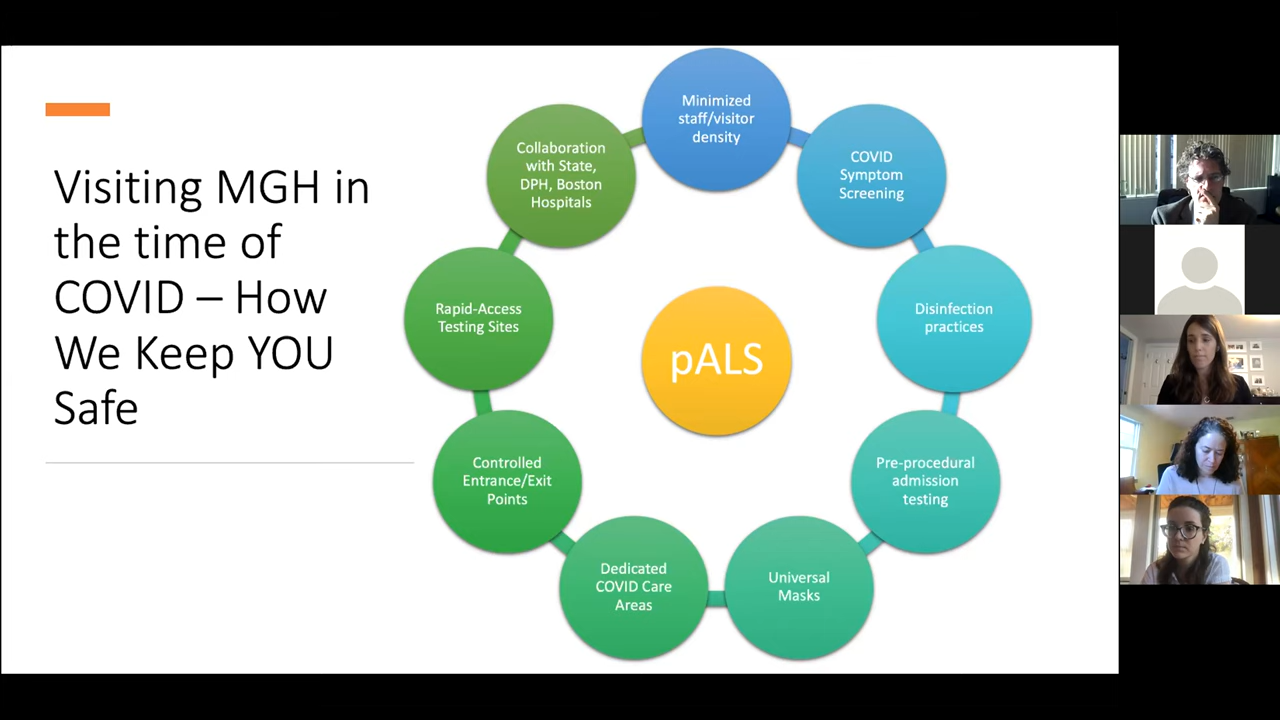 Visiting MGH in
the time of
COVID – How
We Keep YOU
Safe
Minimized
staff/visitor
density
COVID
Symptom
Screening
Disinfection
practices
Pre-procedural
admission
testing
Universal
Masks
Dedicated
COVID Care
Areas
Controlled
Entrance/Exit
Points
Rapid-Access
Testing Sites
Collaboration
with State,
DPH, Boston
Hospitals
pALS